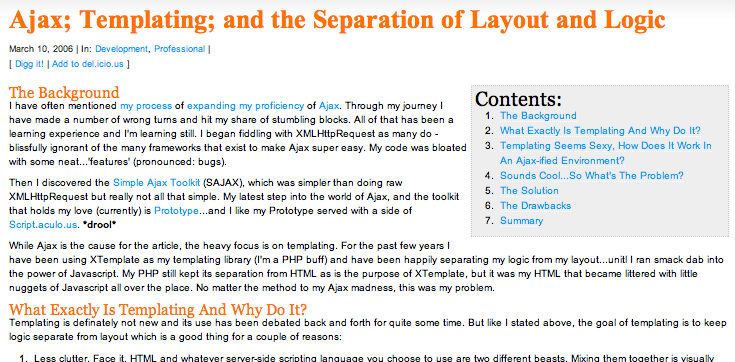 Ajax; Templating; and the Separation of Layout and Logic
March 10, 2006 | In: Development, Professional |
[ Digg it! | Add to del.icio.us ]
The Background
I have often mentioned my process of expanding my proficiency of Ajax. Through my journey I
have made a number of wrong turns and hit my share of stumbling blocks. All of that has been a
learning experience and I'm learning still. I began fiddling with XMLHttpRequest as many do -
blissfully ignorant of the many frameworks that exist to make Ajax super easy. My code was bloated
with some neat...'features' (pronounced: bugs).
Then I discovered the Simple Ajax Toolkit (SAJAX), which was simpler than doing raw
XMLHttpRequest but really not all that simple. My latest step into the world of Ajax, and the toolkit
that holds my love (currently) is Prototype...and I like my Prototype served with a side of
Script.aculo.us. *drool*
Contents:
1. The Background
2. What Exactly Is Templating And Why Do It?
3. Templating Seems Sexy, How Does It Work In
An Ajax-ified Environment?
4. Sounds Cool...So What's The Problem?
5. The Solution
6. The Drawbacks
7. Summary
While Ajax is the cause for the article, the heavy focus is on templating. For the past few years I
have been using XTemplate as my templating library (I'm a PHP buff) and have been happily separating my logic from my layout...unitl I ran smack dab into
the power of Javascript. My PHP still kept its separation from HTML as is the purpose of XTemplate, but it was my HTML that became littered with little
nuggets of Javascript all over the place. No matter the method to my Ajax madness, this was my problem.
What Exactly Is Templating And Why Do It?
Templating is definately not new and its use has been debated back and forth for quite some time. But like I stated above, the goal of templating is to keep
logic separate from layout which is a good thing for a couple of reasons:
1. Less clutter. Face it, HTML and whatever server-side scripting language you choose to use are two different beasts. Mixing them together is visually